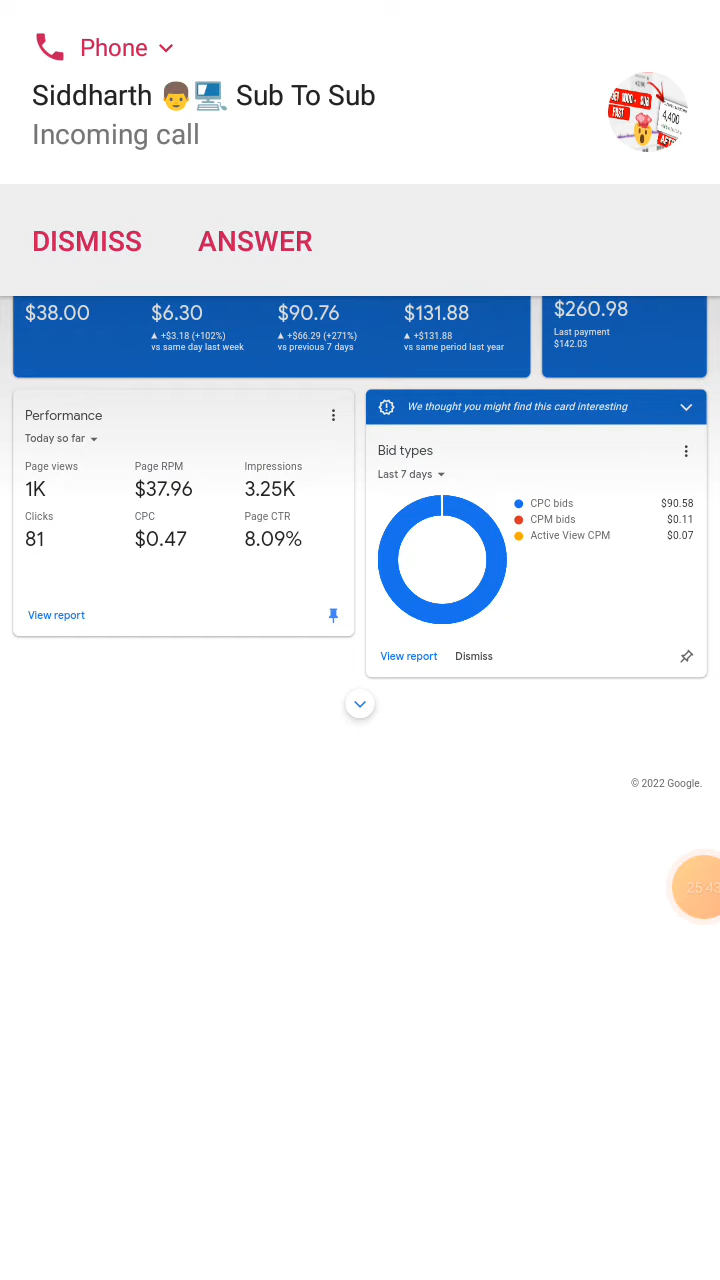 Phone
Siddharth 👨💻 Sub To Sub
Incoming call
DISMISS ANSWER
$38.00 $6.30 $90.76 $131.88 $260.98
+$3.18 (+102%) +$66.29 (+271%) +$131.88 Last payment
vs same day last week vs previous 7 days vs same period last year $142.03
Performance
Today so far
Page views Page RPM Impressions
1K $37.96 3.25K
Clicks CPC Page CTR
81 $0.47 8.09%
View report
We thought you might find this card interesting
Bid types
Last 7 days
CPC bids $90.58
CPM bids $0.11
Active View CPM $0.07
View report Dismiss
© 2022 Google.
25:43